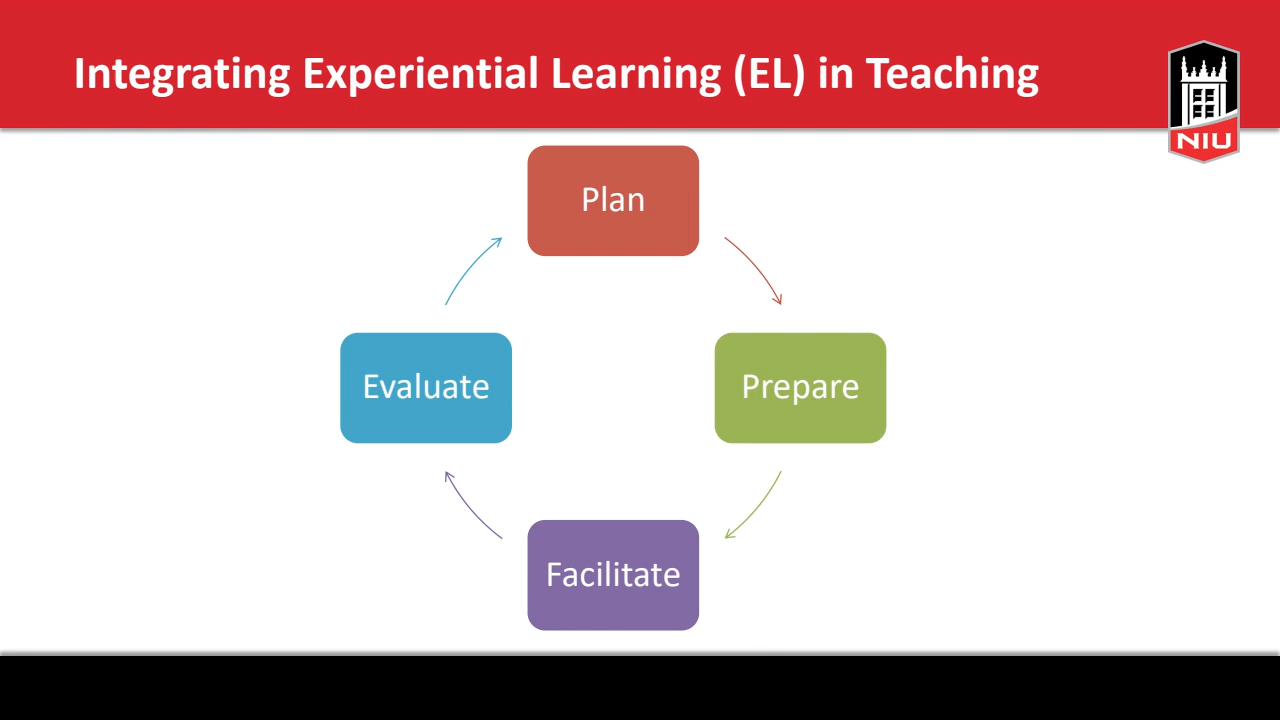 Integrating Experiential Learning (EL) in Teaching
NIU
Plan
Evaluate
Prepare
Facilitate